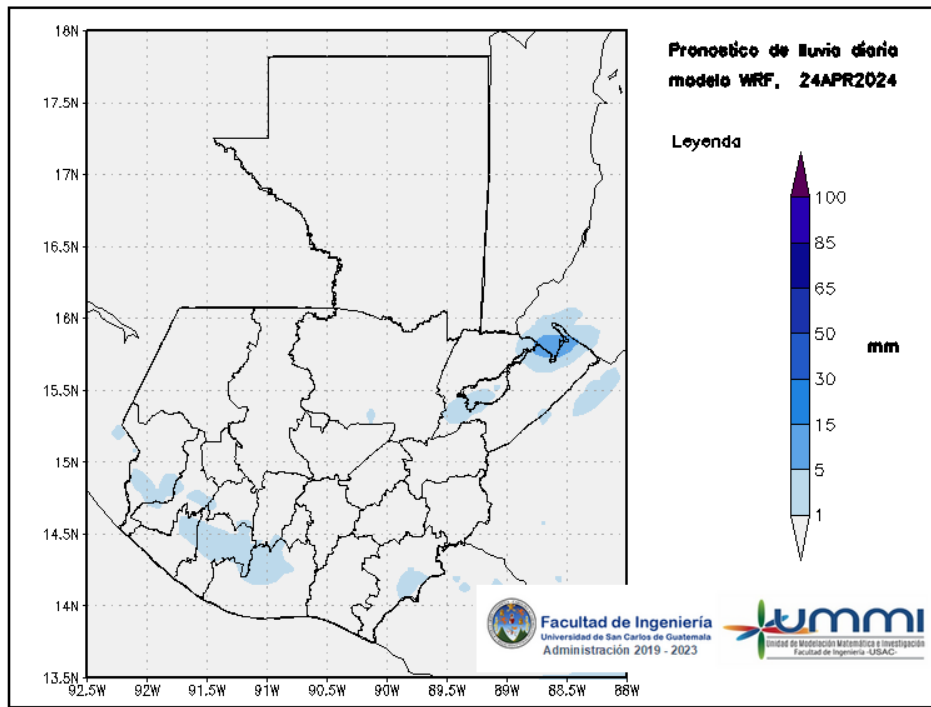 Pronostico de lluvia diaria
modelo WRF, 24APR2024
Leyenda
100
85
65
50
30
15
5
1
mm
18N
17.5N
17N
16.5N
16N
15.5N
15N
14.5N
14N
13.5N
92.5W 92W 91.5W 91W 90.5W 90W 89.5W 89W 88.5W 88W
Facultad de Ingeniería
Universidad de San Carlos de Guatemala
Administración 2019 - 2023
UMMI
Unidad de Modelación Matemática e Investigación
Facultad de Ingeniería -USAC-